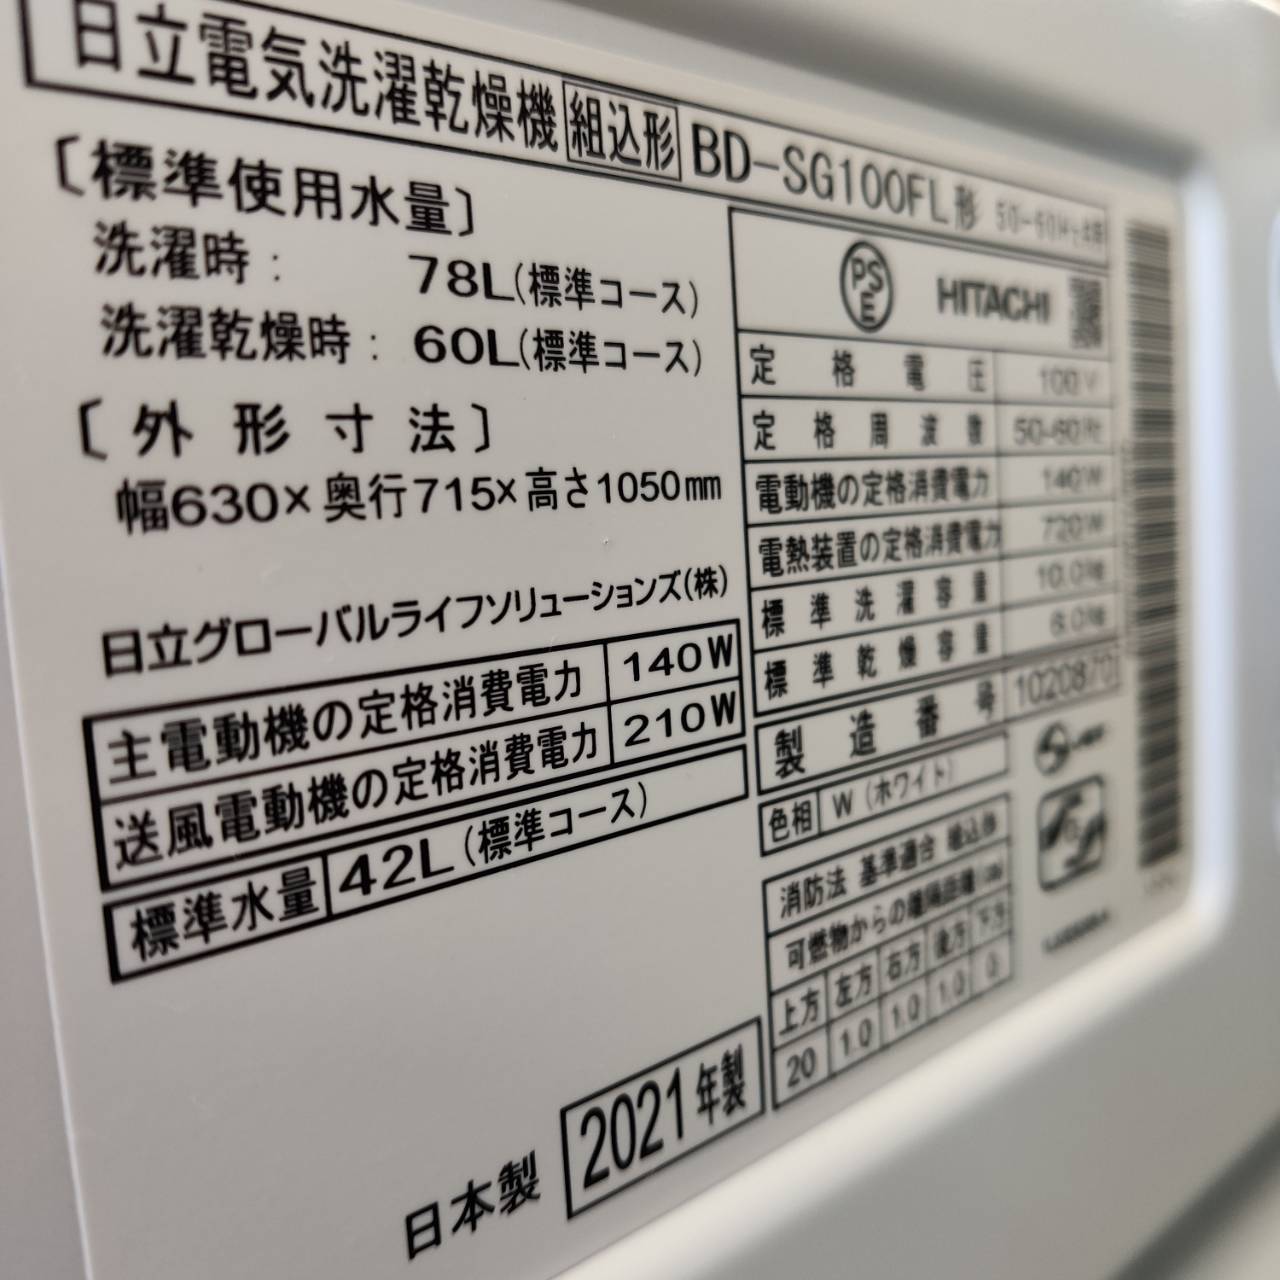 日立電気洗濯乾燥機 組込形 BD-SG100FL形 50-60Hz共用
〔標準使用水量〕
洗濯時: 78L(標準コース)
洗濯乾燥時: 60L(標準コース)
〔外形寸法〕
幅630×奥行715×高さ1050mm
日立グローバルライフソリューションズ(株)
主電動機の定格消費電力 140W
送風電動機の定格消費電力 210W
標準水量 42L(標準コース)
日本製 2021年製
PSE HITACHI
定格電圧 100V
定格周波数 50-60Hz
電動機の定格消費電力 140W
電熱装置の定格消費電力 720W
標準洗濯容量 10.0kg
標準乾燥容量 6.0kg
製造番号
色相 W(ホワイト)
消防法 基準適合 組込形
可燃物からの離隔距離(cm)
上方 左方 右方 後方 下方
20 1.0 1.0 1.0 0